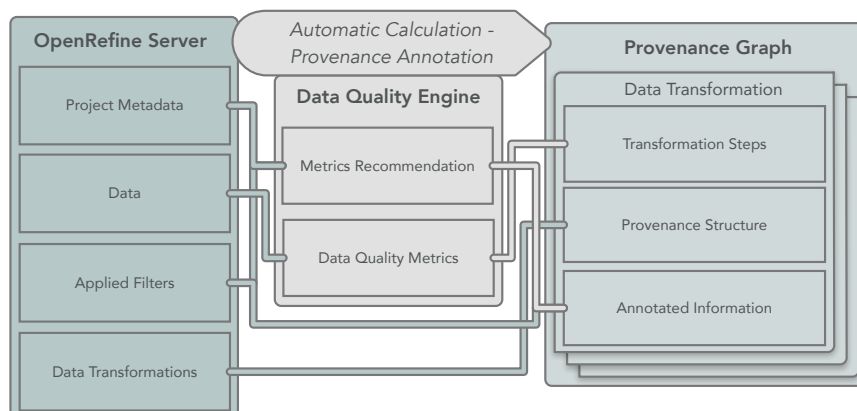 OpenRefine Server
Project Metadata
Data
Applied Filters
Data Transformations
Automatic Calculation -
Provenance Annotation
Data Quality Engine
Metrics Recommendation
Data Quality Metrics
Provenance Graph
Data Transformation
Transformation Steps
Provenance Structure
Annotated Information